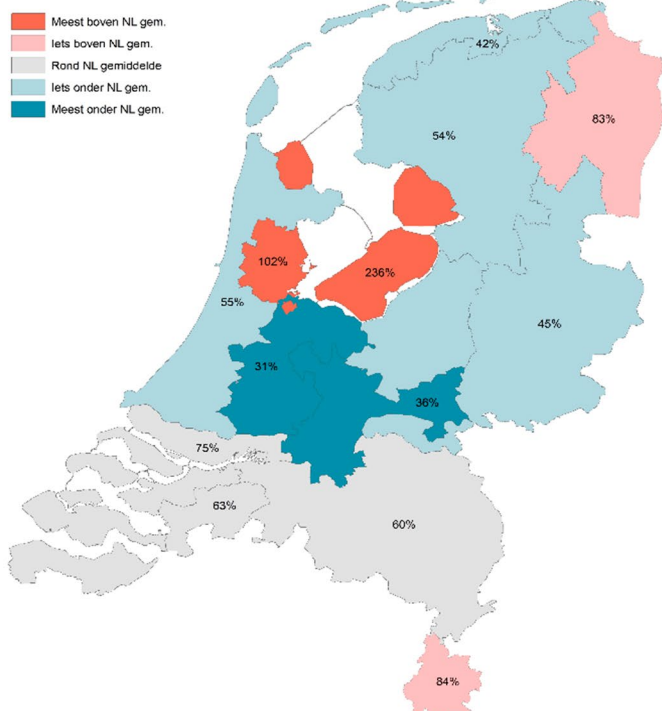 Meest boven NL gem.
Iets boven NL gem.
Rond NL gemiddelde
Iets onder NL gem.
Meest onder NL gem.
42%
83%
54%
102%
236%
55%
45%
31%
36%
75%
63%
60%
84%